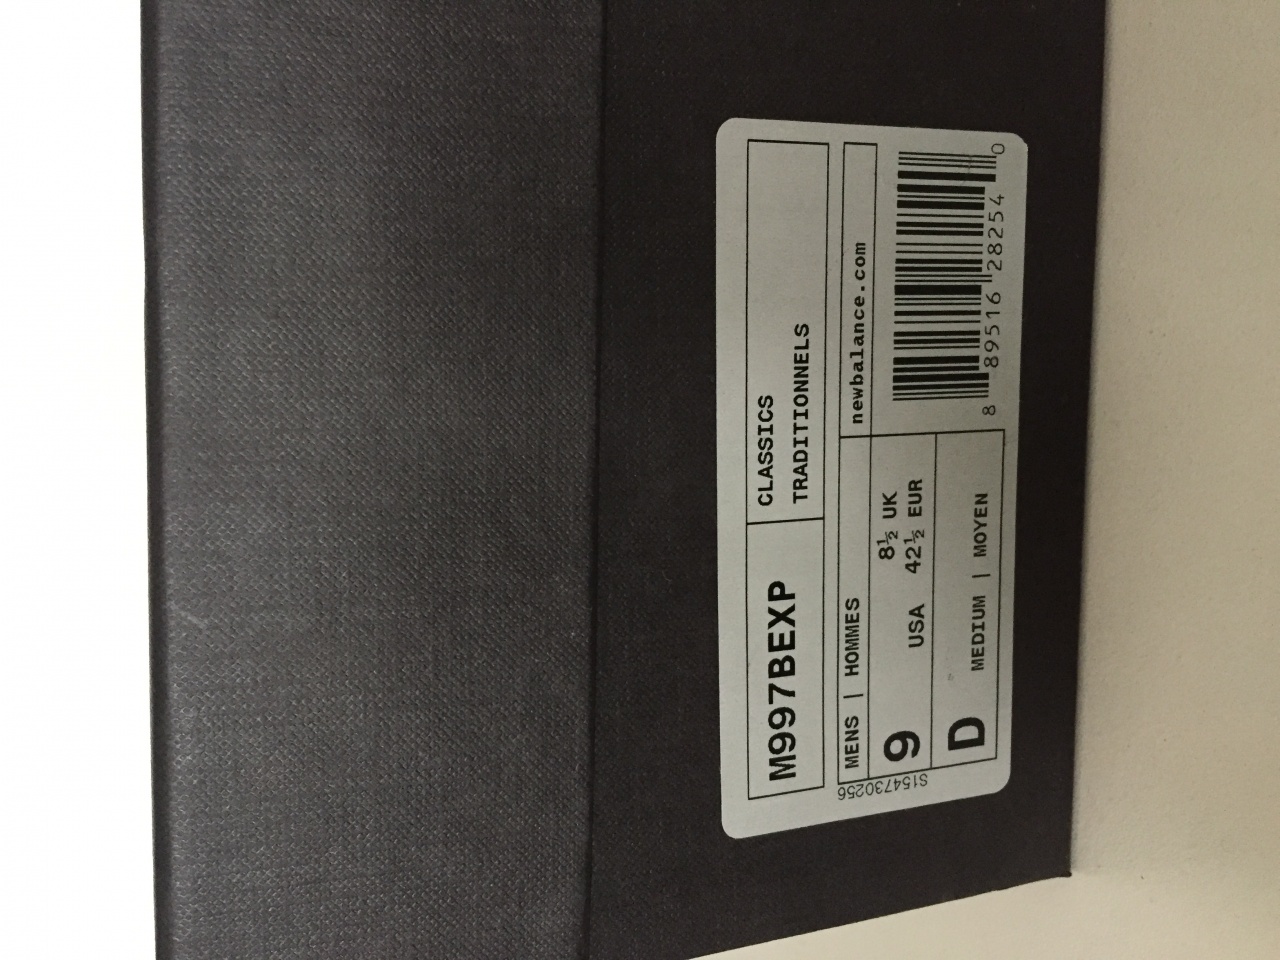 M997BEXP
CLASSICS
TRADITIONNELS
MENS | HOMMES
newbalance.com
9 USA
8½ UK
42½ EUR
D
MEDIUM | MOYEN
8 89516 28254 0
S154730256